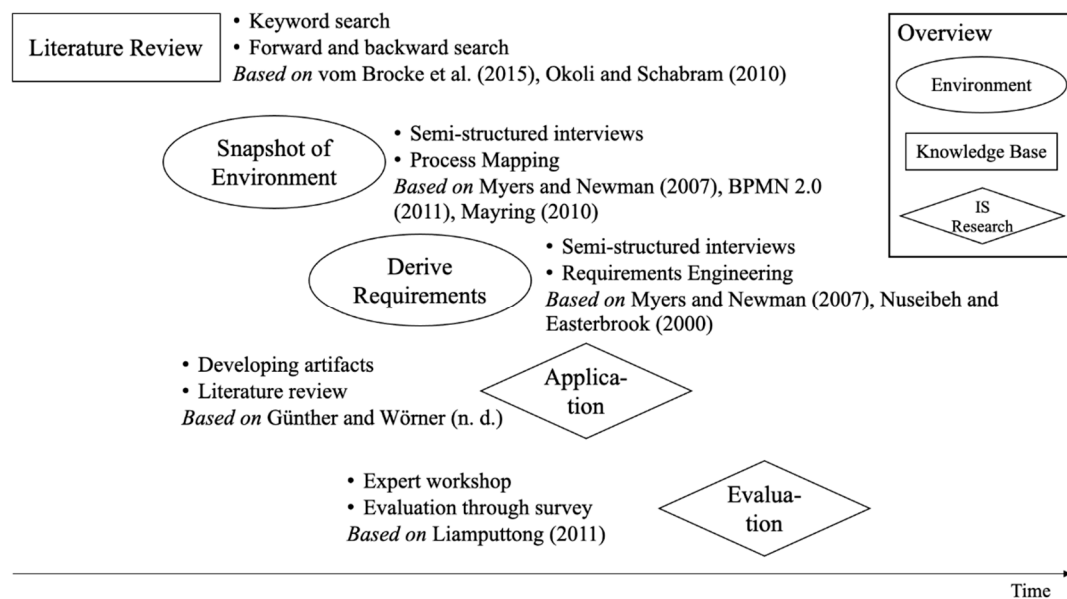 Literature Review
• Keyword search
• Forward and backward search
Based on vom Brocke et al. (2015), Okoli and Schabram (2010)
Overview
Environment
Knowledge Base
IS
Research
Snapshot of
Environment
• Semi-structured interviews
• Process Mapping
Based on Myers and Newman (2007), BPMN 2.0
(2011), Mayring (2010)
Derive
Requirements
• Semi-structured interviews
• Requirements Engineering
Based on Myers and Newman (2007), Nuseibeh and
Easterbrook (2000)
• Developing artifacts
• Literature review
Based on Günther and Wörner (n. d.)
Applica-
tion
• Expert workshop
• Evaluation through survey
Based on Liamputtong (2011)
Evalua-
tion
Time